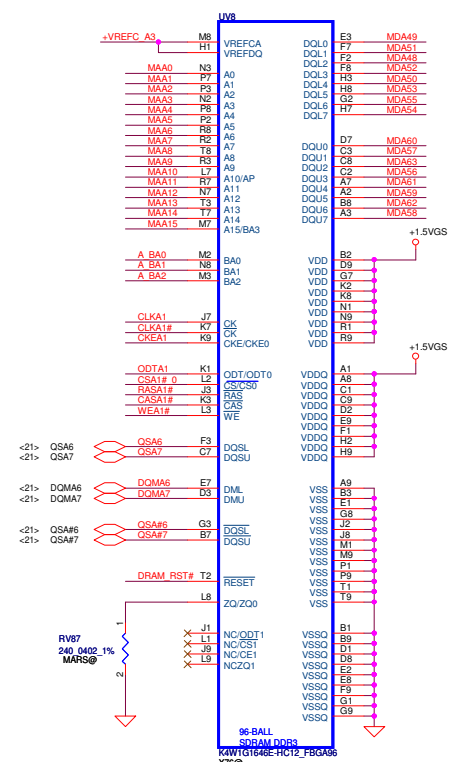 UV8
+VREFC_A3 M8 VREFCA DQL0 E3 MDA49
H1 VREFDQ DQL1 F7 MDA51
DQL2 F2 MDA48
MAA0 N3 A0 DQL3 F8 MDA52
MAA1 P7 A1 DQL4 H3 MDA50
MAA2 P3 A2 DQL5 H8 MDA53
MAA3 N2 A3 DQL6 G2 MDA55
MAA4 P8 A4 DQL7 H7 MDA54
MAA5 P2 A5
MAA6 R8 A6
MAA7 R2 A7 DQU0 D7 MDA60
MAA8 T8 A8 DQU1 C3 MDA57
MAA9 R3 A9 DQU2 C8 MDA63
MAA10 L7 A10/AP DQU3 C2 MDA56
MAA11 R7 A11 DQU4 A7 MDA61
MAA12 N7 A12 DQU5 A2 MDA59
MAA13 T3 A13 DQU6 B8 MDA62
MAA14 T7 A14 DQU7 A3 MDA58
MAA15 M7 A15/BA3
+1.5VGS
A_BA0 M2 BA0 VDD B2
A_BA1 N8 BA1 VDD D9
A_BA2 M3 BA2 VDD G7
VDD K2
VDD K8
VDD N1
CLKA1 J7 CK VDD N9
CLKA1# K7 CK VDD R1
CKEA1 K9 CKE/CKE0 VDD R9
+1.5VGS
ODTA1 K1 ODT/ODT0 VDDQ A1
CSA1#_0 L2 CS/CS0 VDDQ A8
RASA1# J3 RAS VDDQ C1
CASA1# K3 CAS VDDQ C9
WEA1# L3 WE VDDQ D2
VDDQ E9
VDDQ F1
<21> QSA6 QSA6 F3 DQSL VDDQ H2
<21> QSA7 QSA7 C7 DQSU VDDQ H9
<21> DQMA6 DQMA6 E7 DML VSS A9
<21> DQMA7 DQMA7 D3 DMU VSS B3
VSS E1
VSS G8
<21> QSA#6 QSA#6 G3 DQSL VSS J2
<21> QSA#7 QSA#7 B7 DQSU VSS J8
VSS M1
VSS M9
VSS P1
DRAM_RST# T2 RESET VSS P9
VSS T1
L8 ZQ/ZQ0 VSS T9
1
RV87
240_0402_1%
MARS@
2
J1 NC/ODT1 VSSQ B1
L1 NC/CS1 VSSQ B9
J9 NC/CE1 VSSQ D1
L9 NCZQ1 VSSQ D8
VSSQ E2
VSSQ E8
VSSQ F9
VSSQ G1
VSSQ G9
96-BALL
SDRAM DDR3
K4W1G1646E-HC12_FBGA96
X76@